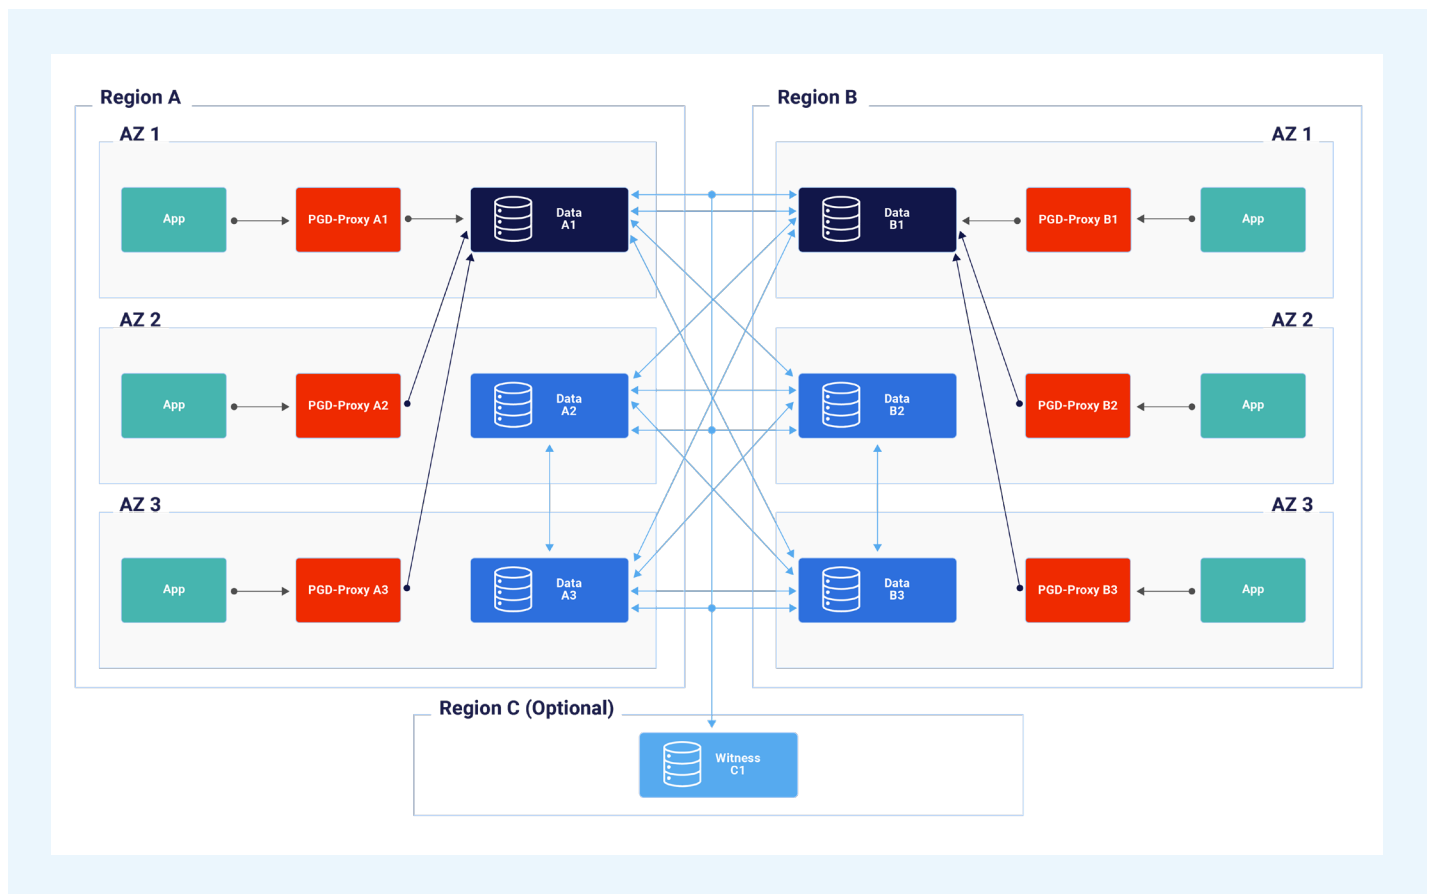 Region A
Region B
AZ 1
AZ 1
App
PGD-Proxy A1
Data
A1
Data
B1
PGD-Proxy B1
App
AZ 2
AZ 2
App
PGD-Proxy A2
Data
A2
Data
B2
PGD-Proxy B2
App
AZ 3
AZ 3
App
PGD-Proxy A3
Data
A3
Data
B3
PGD-Proxy B3
App
Region C (Optional)
Witness
C1